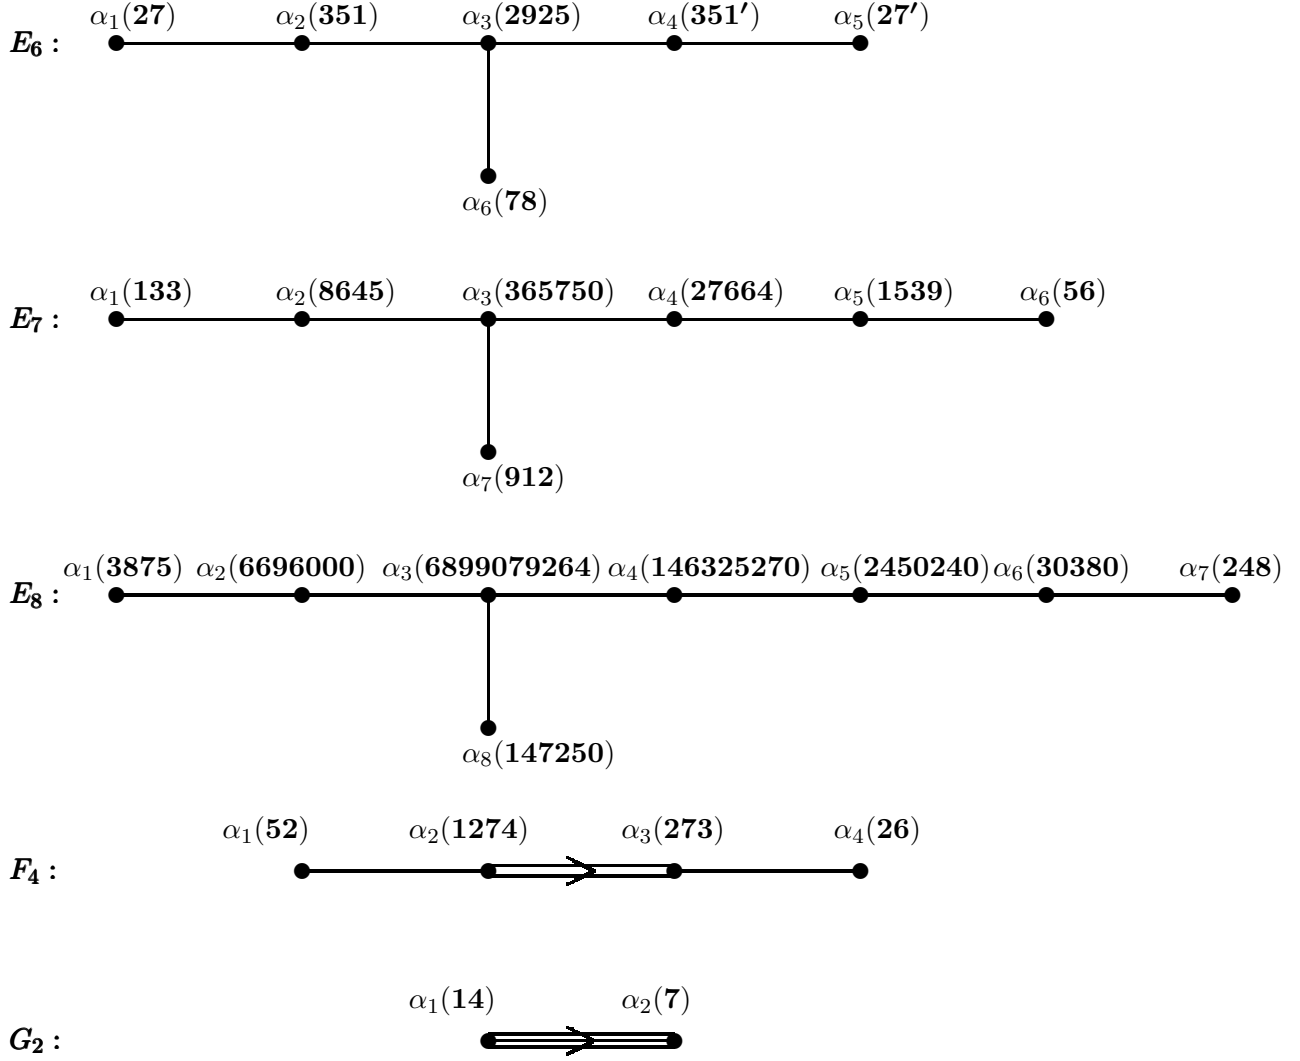 α₁(27) α₂(351) α₃(2925) α₄(351′) α₅(27′)
E₆ :
α₆(78)
α₁(133) α₂(8645) α₃(365750) α₄(27664) α₅(1539) α₆(56)
E₇ :
α₇(912)
α₁(3875) α₂(6696000) α₃(6899079264) α₄(146325270) α₅(2450240) α₆(30380) α₇(248)
E₈ :
α₈(147250)
α₁(52) α₂(1274) α₃(273) α₄(26)
F₄ :
α₁(14) α₂(7)
G₂ :